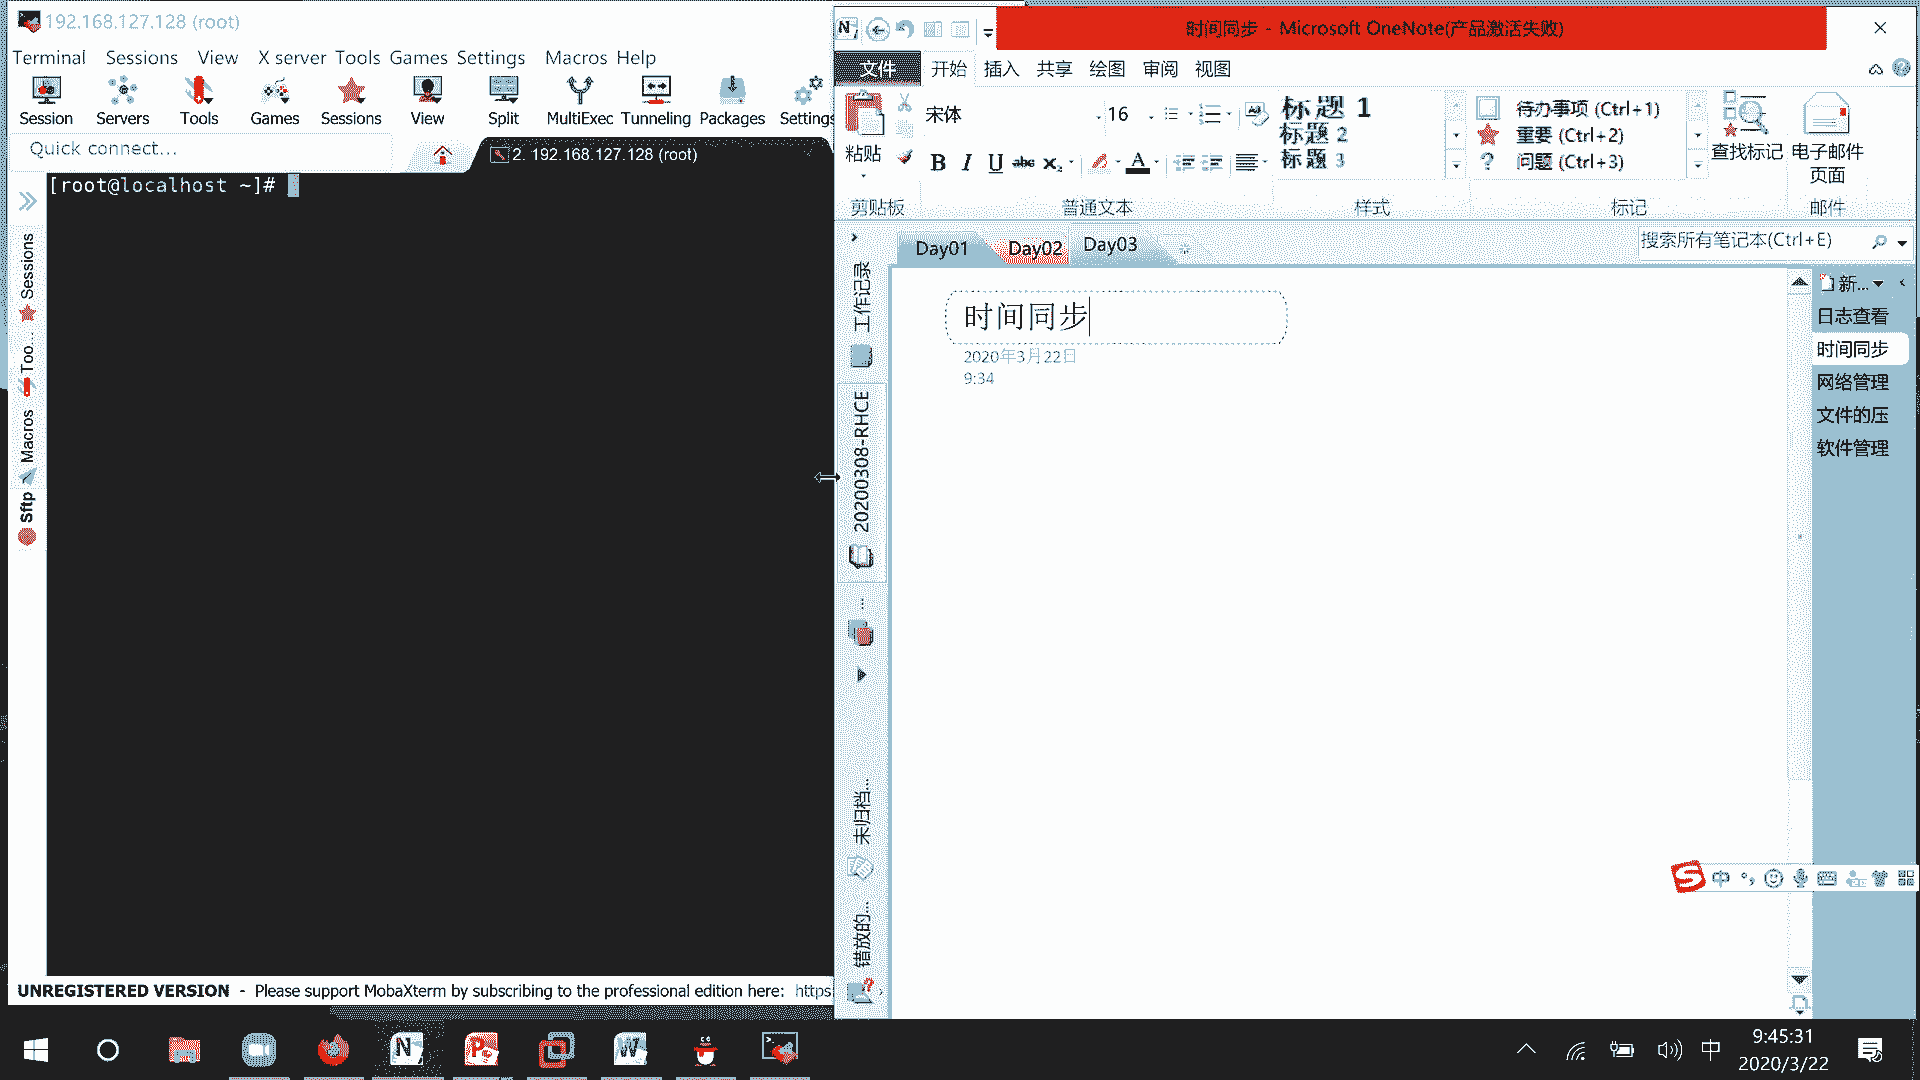 192.168.127.128 (root)
Terminal Sessions View X server Tools Games Settings Macros Help
Session Servers Tools Games Sessions View Split MultiExec Tunneling Packages Settings
Quick connect...
2. 192.168.127.128 (root)
[root@localhost ~]#
Sessions
Too...
Macros
Sftp
UNREGISTERED VERSION - Please support MobaXterm by subscribing to the professional edition here: https
时间同步 - Microsoft OneNote(产品激活失败)
文件 开始 插入 共享 绘图 审阅 视图
粘贴
剪贴板
宋体 16
B I U abc x₂ A
普通文本
标题 1
标题 2
标题 3
样式
待办事项 (Ctrl+1)
重要 (Ctrl+2)
问题 (Ctrl+3)
标记
查找标记
电子邮件
页面
邮件
Day01 Day02 Day03
搜索所有笔记本(Ctrl+E)
工作记录
20200308-RHCE
...
未归档...
错放的...
时间同步
2020年3月22日
9:34
新...
日志查看
时间同步
网络管理
文件的压
软件管理
中
中
9:45:31
2020/3/22